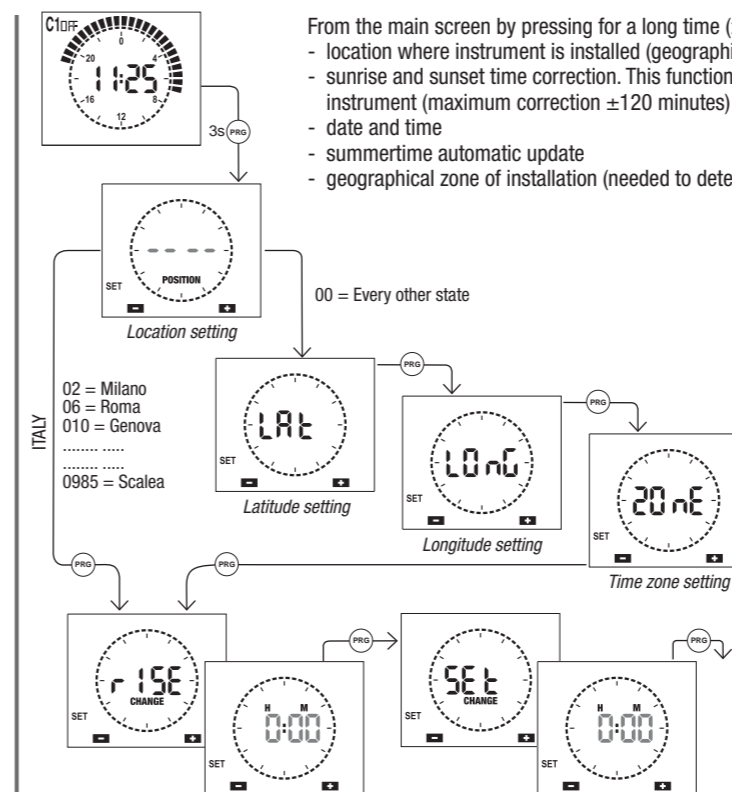 C1OFF
0
20 4
11:25
16 8
12
From the main screen by pressing for a long time (
- location where instrument is installed (geographi
- sunrise and sunset time correction. This function
instrument (maximum correction ±120 minutes)
- date and time
- summertime automatic update
- geographical zone of installation (needed to dete
3s PRG
-- --
POSITION
SET
- +
Location setting
00 = Every other state
ITALY
02 = Milano
06 = Roma
010 = Genova
........ .....
........ .....
0985 = Scalea
PRG
LAt
SET
- +
Latitude setting
PRG
LOnG
SET
- +
Longitude setting
20nE
SET
- +
Time zone setting
PRG
PRG
r1SE
CHANGE
SET
- +
H M
0:00
SET
- +
PRG
SEt
CHANGE
SET
- +
H M
0:00
SET
- +
PRG